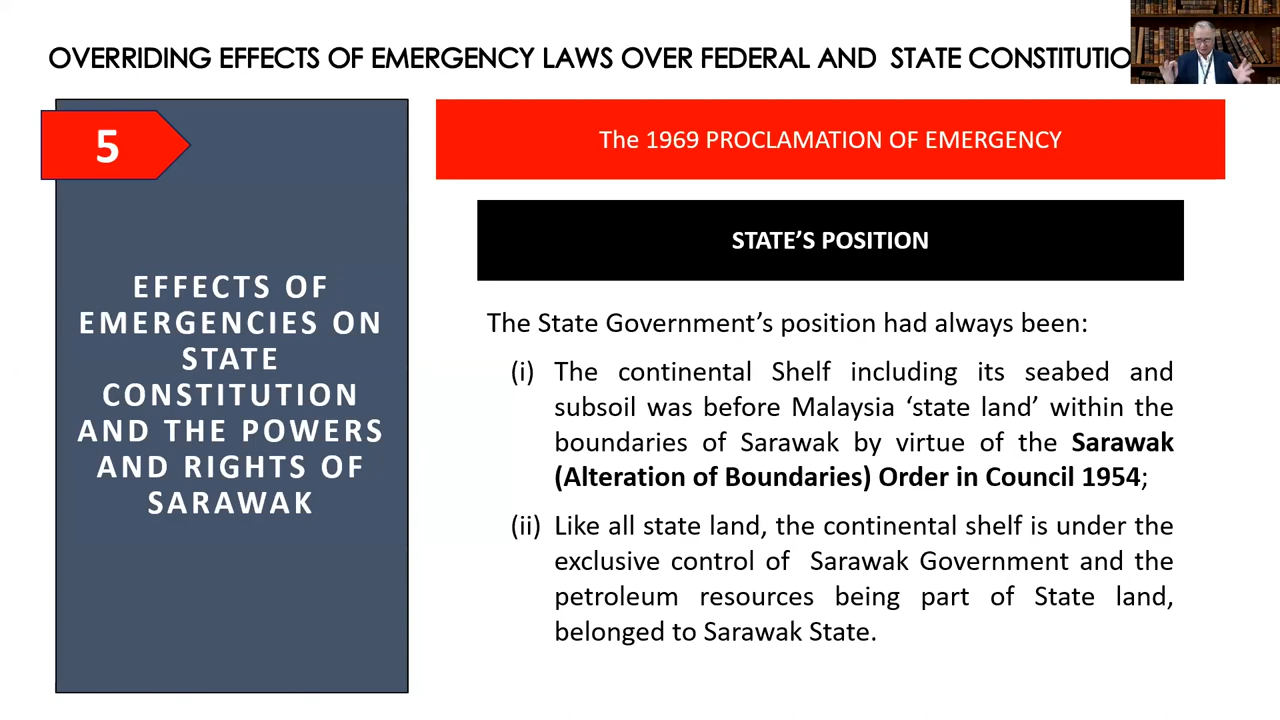 OVERRIDING EFFECTS OF EMERGENCY LAWS OVER FEDERAL AND STATE CONSTITUTIO
5
EFFECTS OF
EMERGENCIES ON
STATE
CONSTITUTION
AND THE POWERS
AND RIGHTS OF
SARAWAK
The 1969 PROCLAMATION OF EMERGENCY
STATE’S POSITION
The State Government’s position had always been:
(i) The continental Shelf including its seabed and
subsoil was before Malaysia ‘state land’ within the
boundaries of Sarawak by virtue of the Sarawak
(Alteration of Boundaries) Order in Council 1954;
(ii) Like all state land, the continental shelf is under the
exclusive control of Sarawak Government and the
petroleum resources being part of State land,
belonged to Sarawak State.